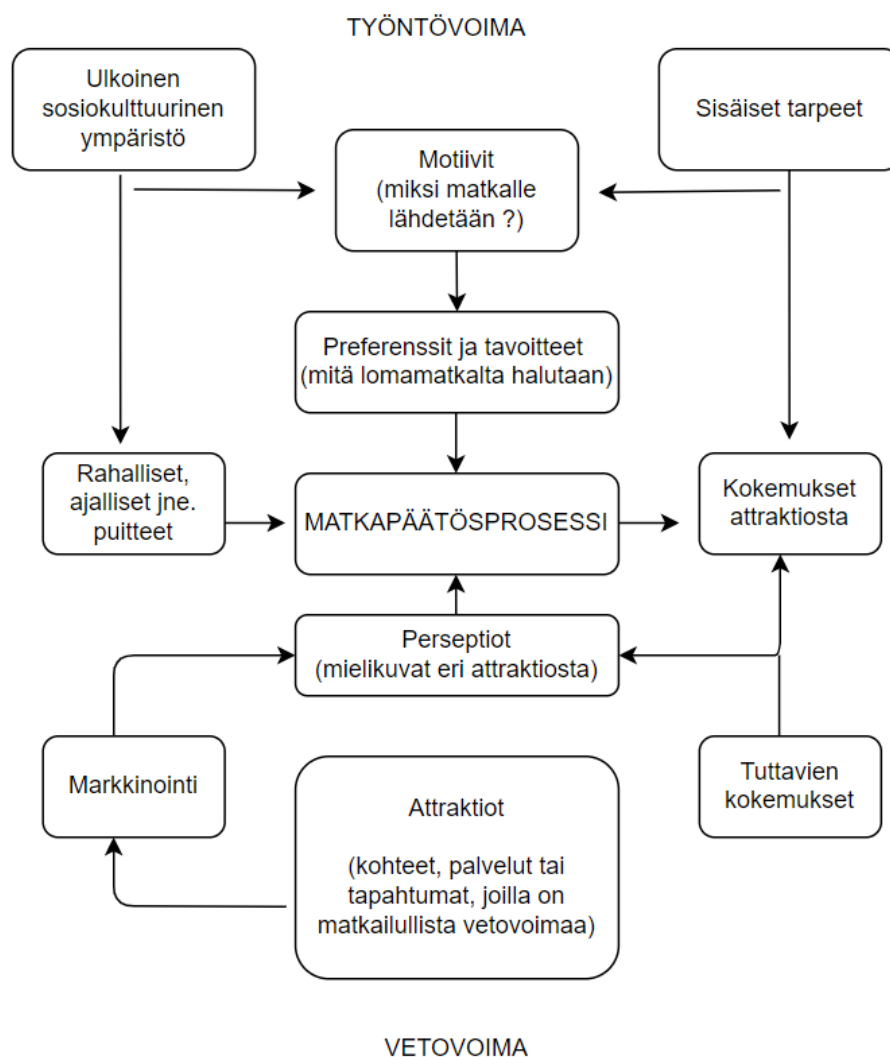 TYÖNTÖVOIMA
Ulkoinen
sosiokulttuurinen
ympäristö
Sisäiset tarpeet
Motiivit
(miksi matkalle
lähdetään ?)
Preferenssit ja tavoitteet
(mitä lomamatkalta halutaan)
Rahalliset,
ajalliset jne.
puitteet
MATKAPÄÄTÖSPROSESSI
Kokemukset
attraktiosta
Perseptiot
(mielikuvat eri attraktiosta)
Markkinointi
Tuttavien
kokemukset
Attraktiot
(kohteet, palvelut tai
tapahtumat, joilla on
matkailullista vetovoimaa)
VETOVOIMA